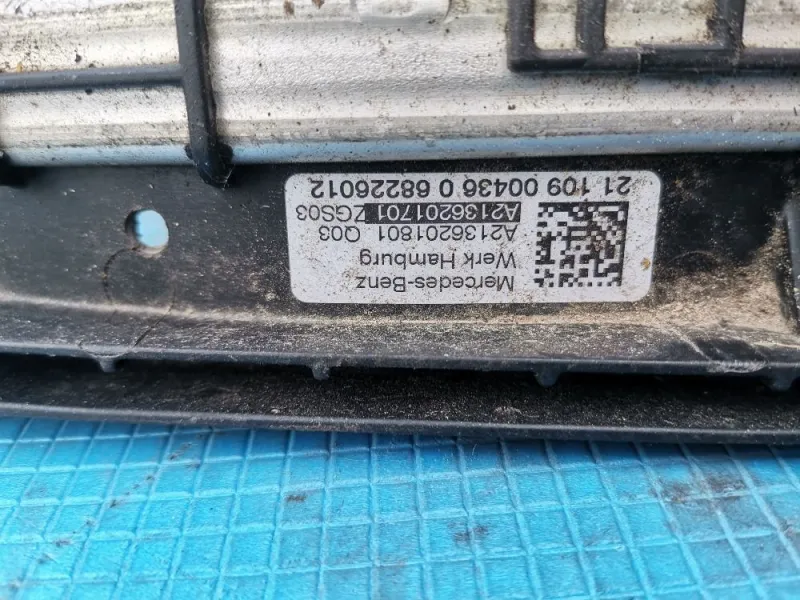 Mercedes-Benz
Werk Hamburg
A2136201801 Q03
A2136201701 ZGS03
21 109 00436 0 68226012